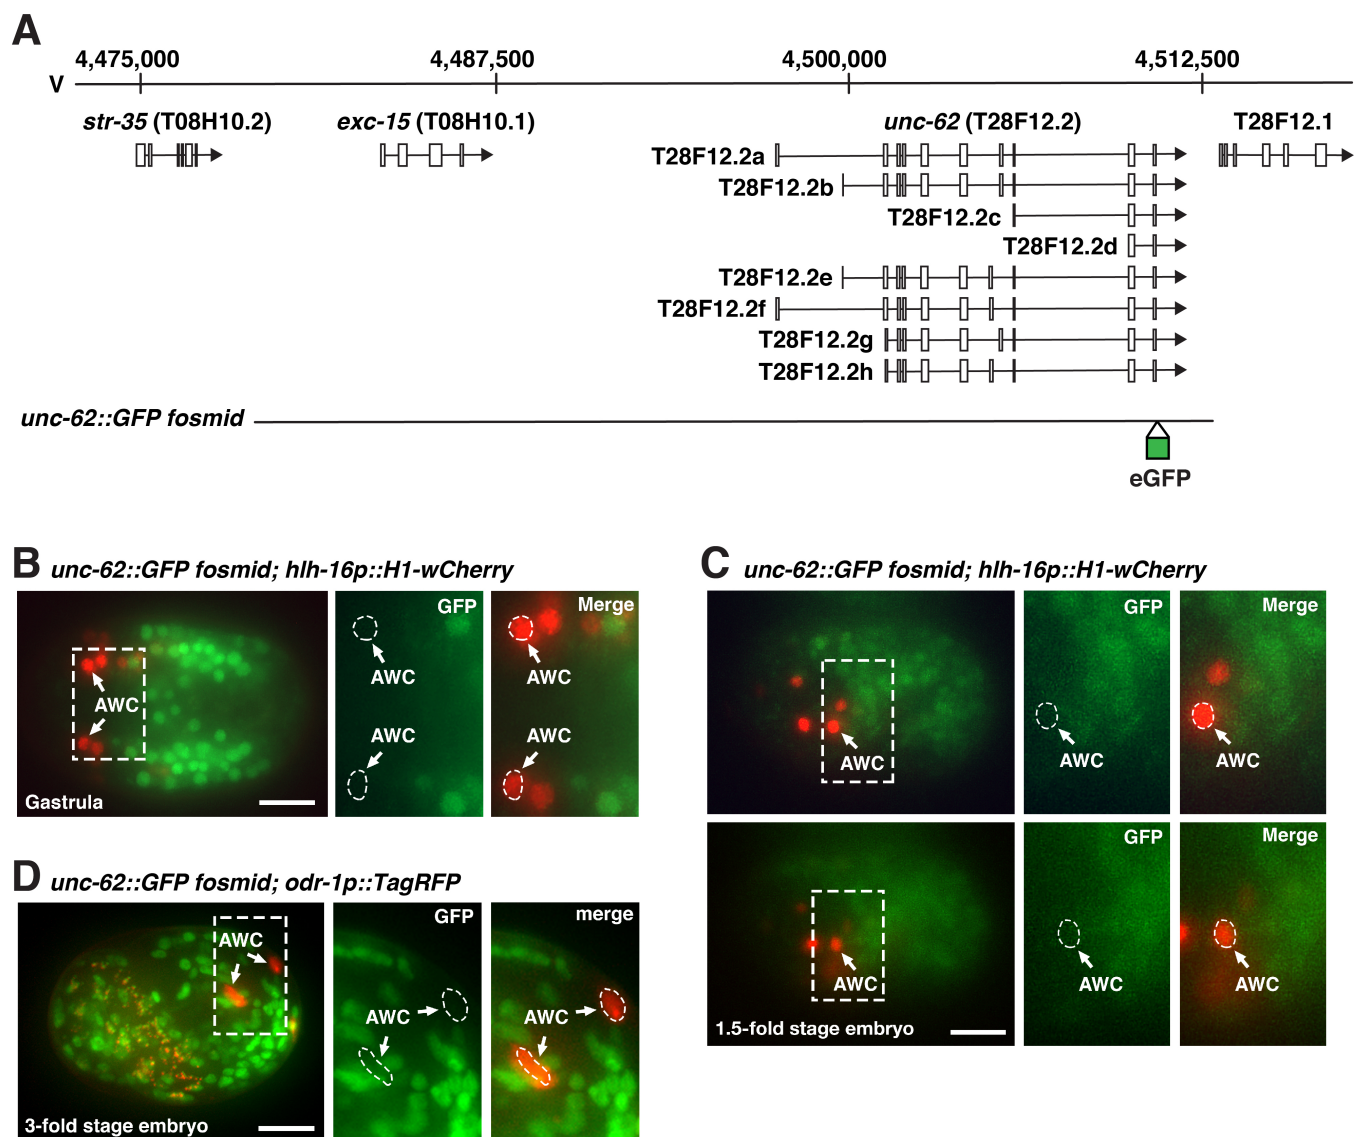 A
4,475,000 4,487,500 4,500,000 4,512,500
V
str-35 (T08H10.2) exc-15 (T08H10.1) unc-62 (T28F12.2) T28F12.1
T28F12.2a
T28F12.2b
T28F12.2c
T28F12.2d
T28F12.2e
T28F12.2f
T28F12.2g
T28F12.2h
unc-62::GFP fosmid
eGFP
B unc-62::GFP fosmid; hlh-16p::H1-wCherry
GFP Merge
AWC AWC
AWC
AWC AWC
Gastrula
C unc-62::GFP fosmid; hlh-16p::H1-wCherry
GFP Merge
AWC AWC AWC
GFP Merge
AWC AWC AWC
1.5-fold stage embryo
D unc-62::GFP fosmid; odr-1p::TagRFP
GFP merge
AWC
AWC AWC
3-fold stage embryo